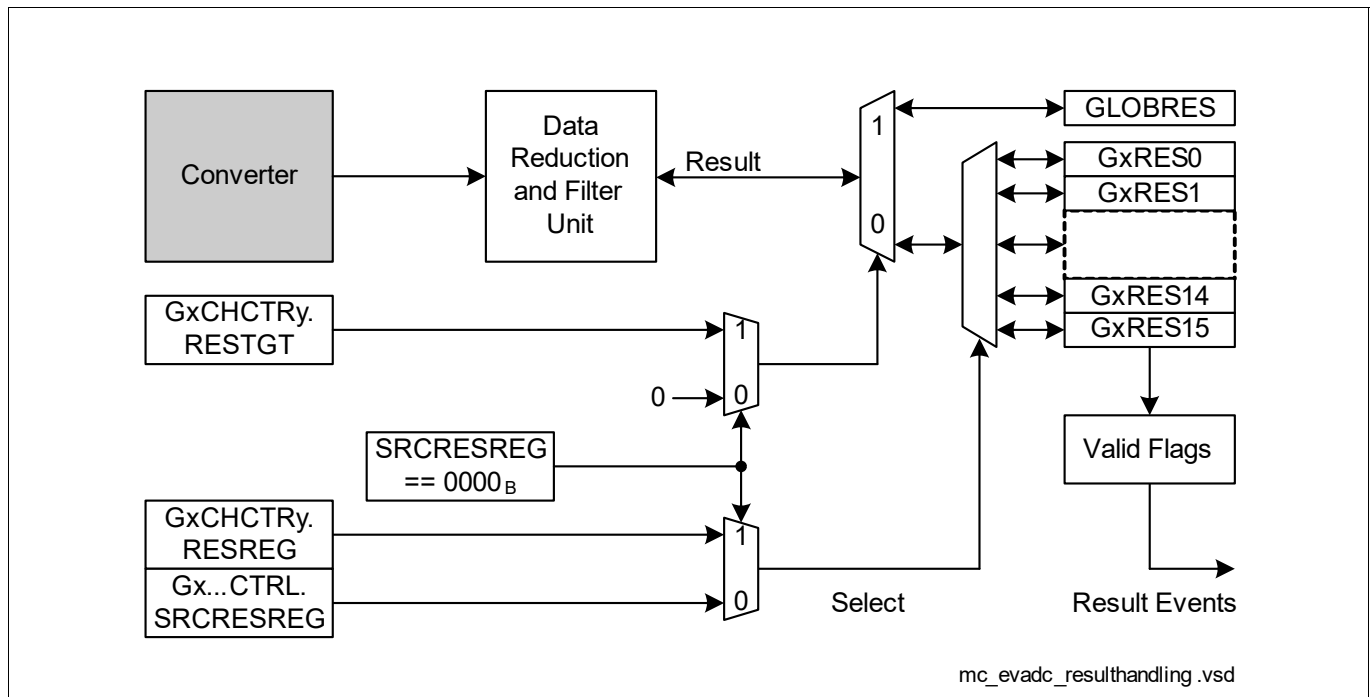 Converter
Data
Reduction
and Filter
Unit
Result
1
0
GLOBRES
GxRES0
GxRES1
GxRES14
GxRES15
GxCHCTRy.
RESTGT
1
0
0
SRCRESREG
== 0000B
Valid Flags
GxCHCTRy.
RESREG
Gx...CTRL.
SRCRESREG
1
0
Select
Result Events
mc_evadc_resulthandling .vsd